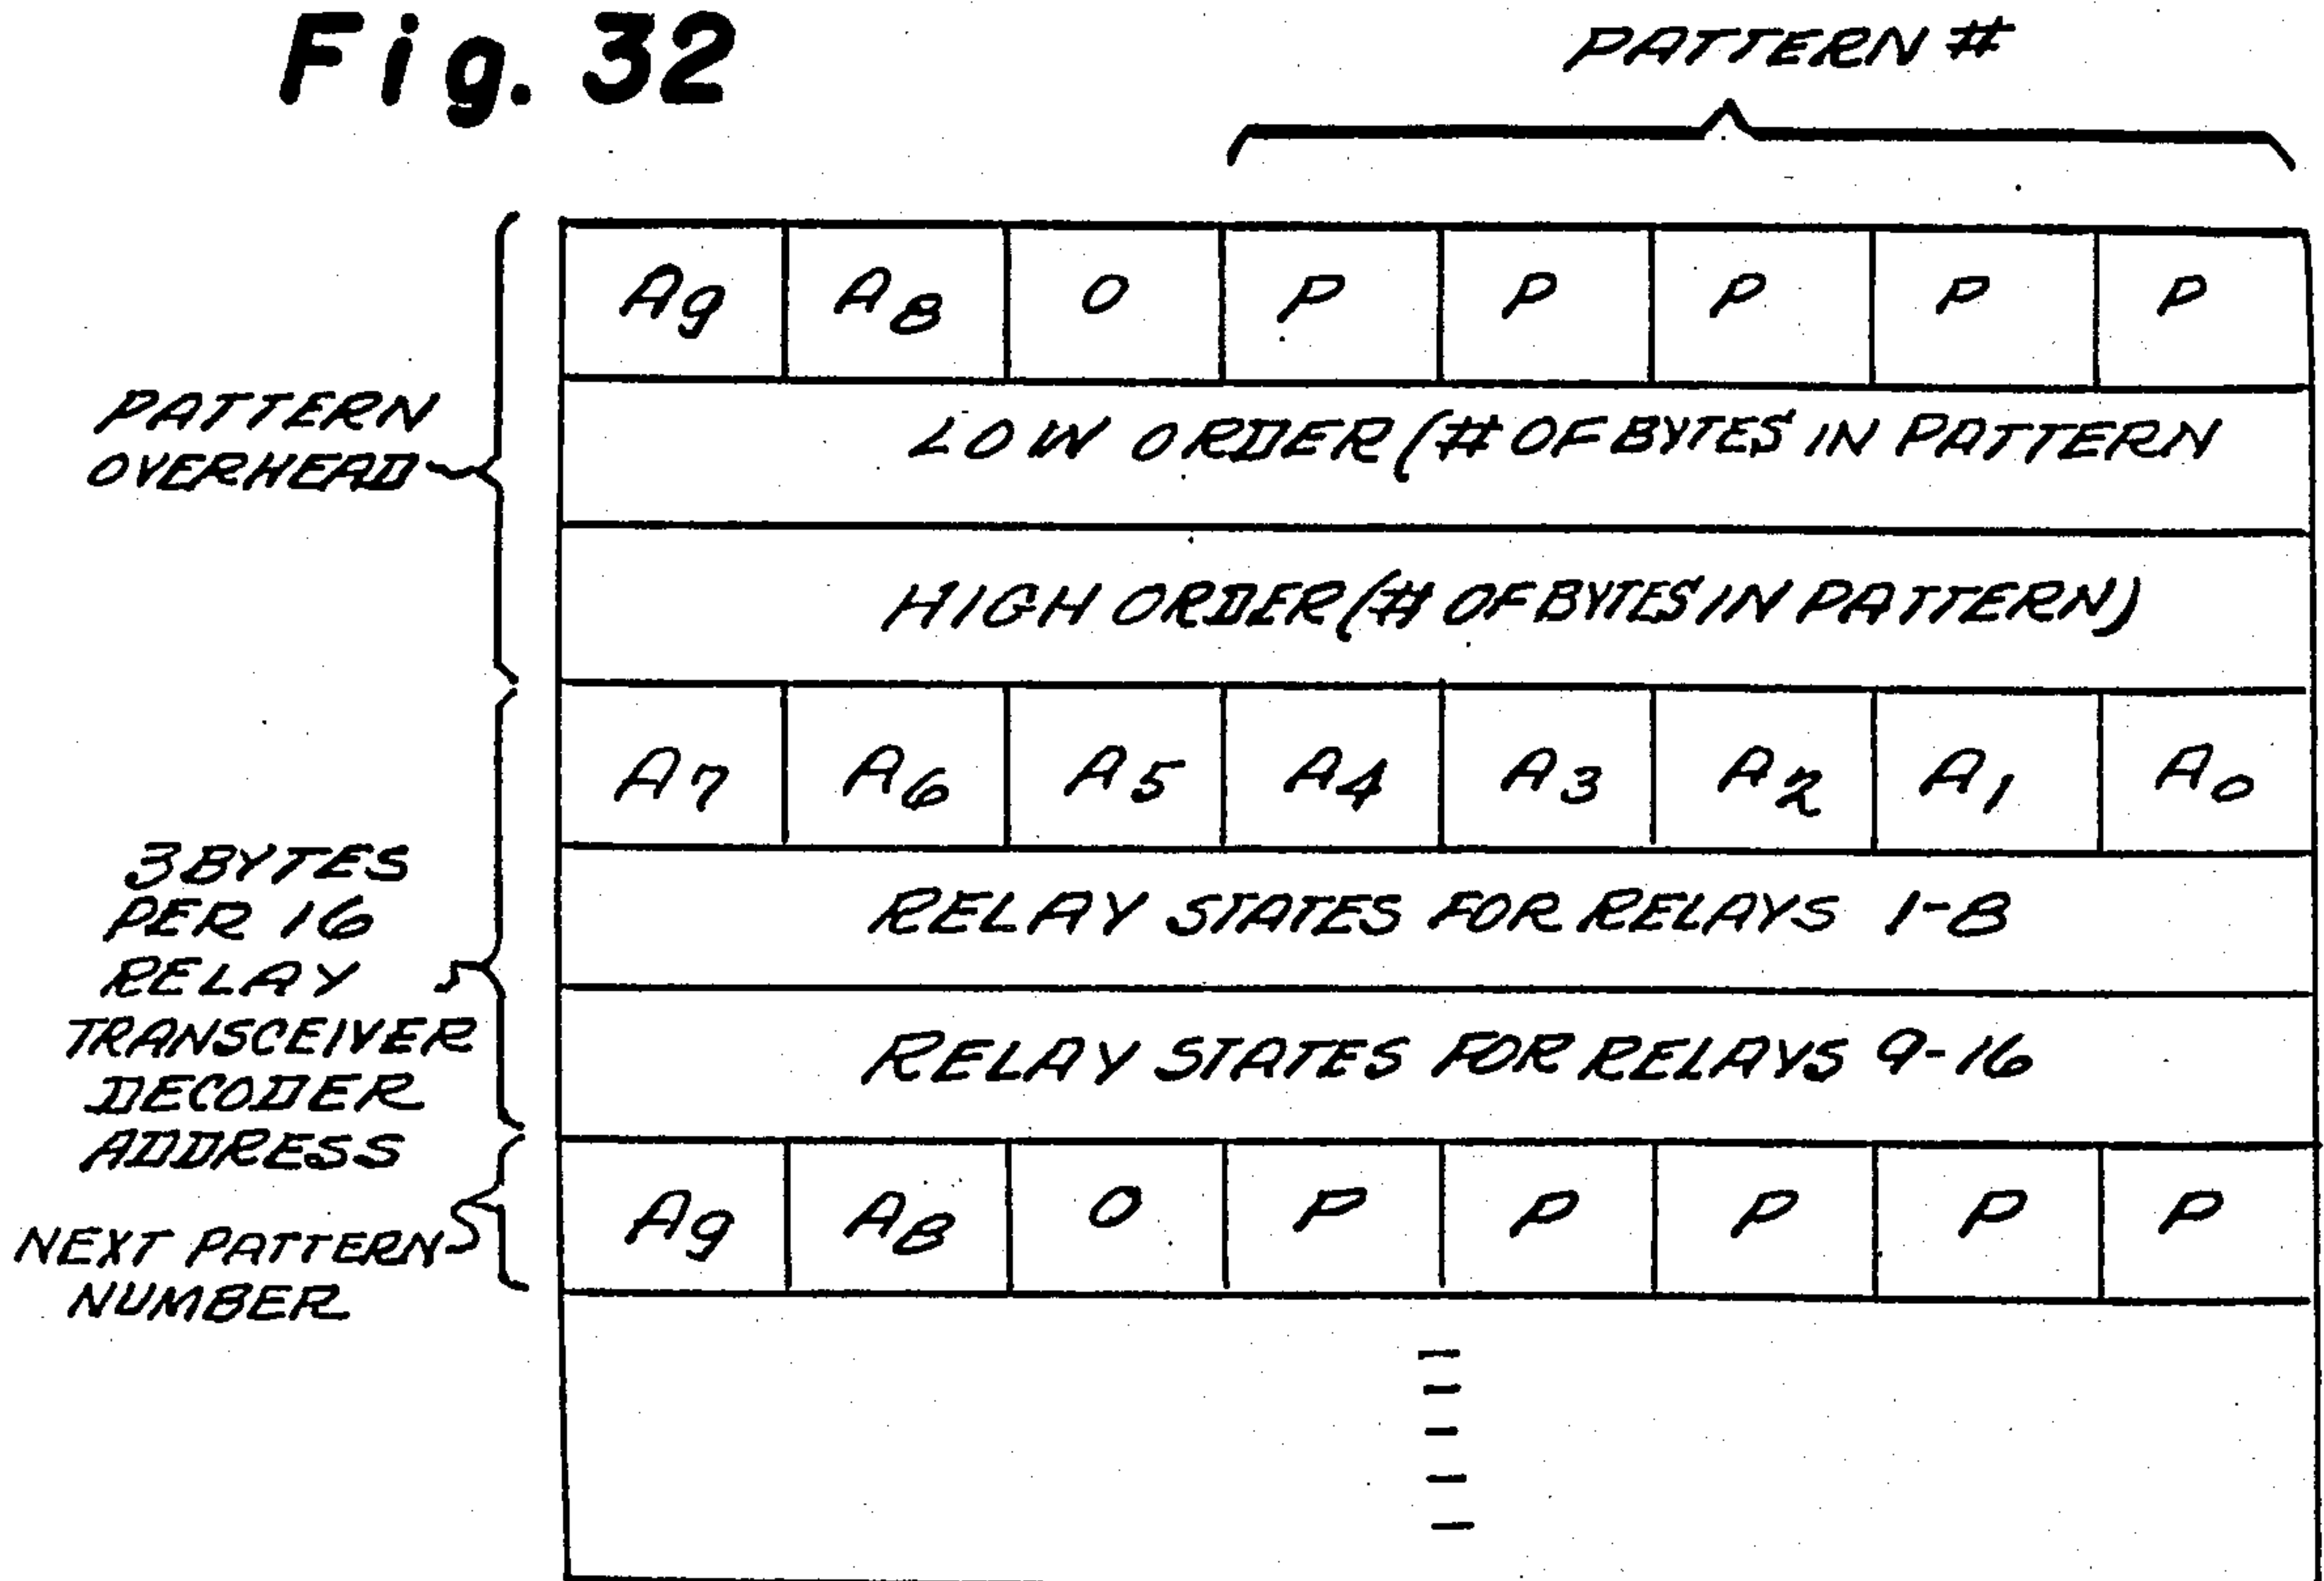 Fig. 32
PATTERN #
A9 A8 0 P P P P P
PATTERN
OVERHEAD
LOW ORDER (# OF BYTES IN PATTERN
HIGH ORDER (# OF BYTES IN PATTERN)
A7 A6 A5 A4 A3 A2 A1 A0
3 BYTES
PER 16
RELAY
TRANSCEIVER
DECODER
ADDRESS
RELAY STATES FOR RELAYS 1-8
RELAY STATES FOR RELAYS 9-16
A9 A8 0 P P P P P
NEXT PATTERN
NUMBER